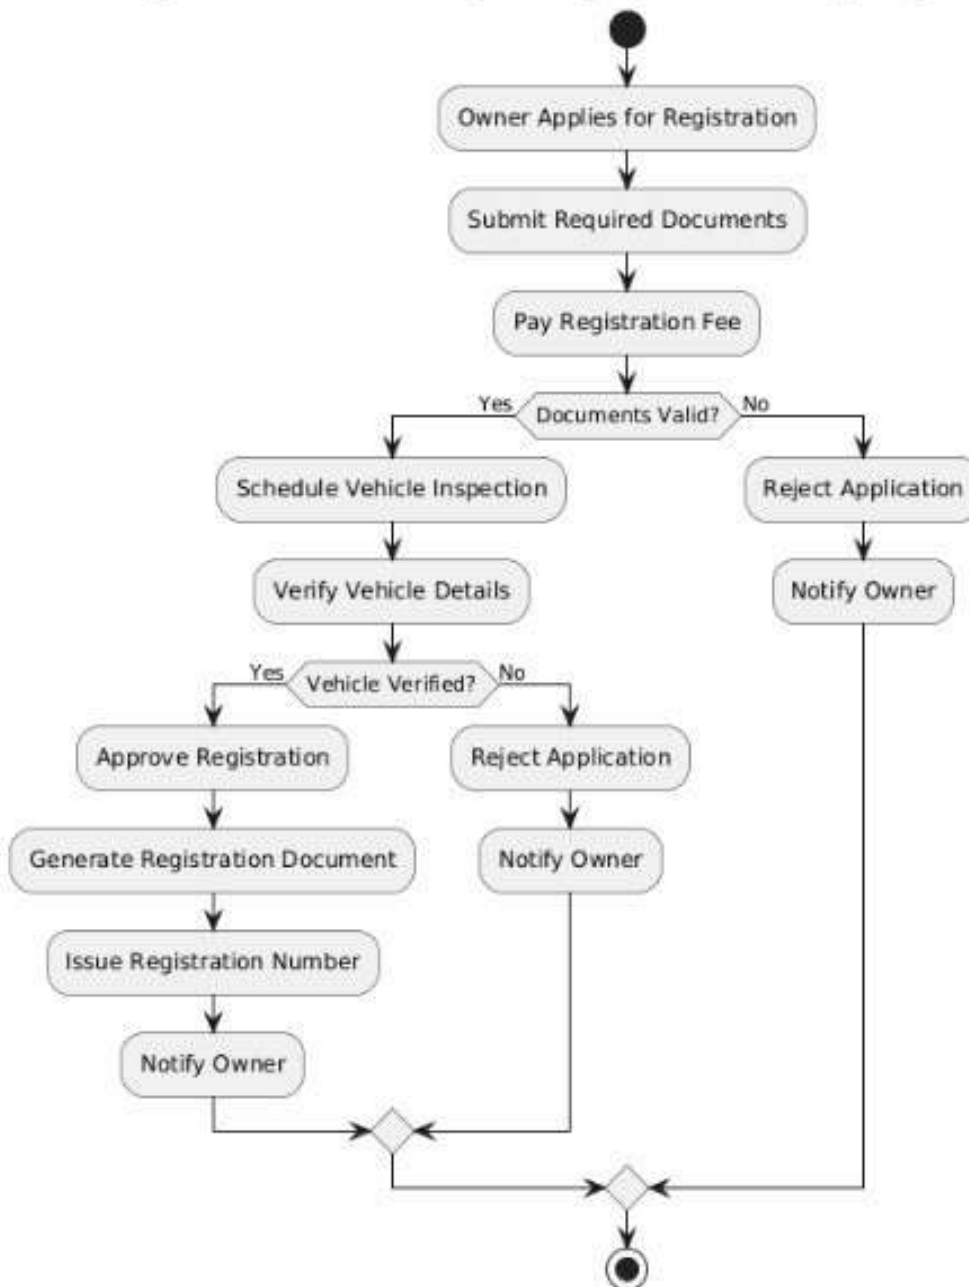 Owner Applies for Registration
Submit Required Documents
Pay Registration Fee
Yes
Documents Valid?
No
Schedule Vehicle Inspection
Reject Application
Verify Vehicle Details
Notify Owner
Yes
Vehicle Verified?
No
Approve Registration
Reject Application
Generate Registration Document
Notify Owner
Issue Registration Number
Notify Owner